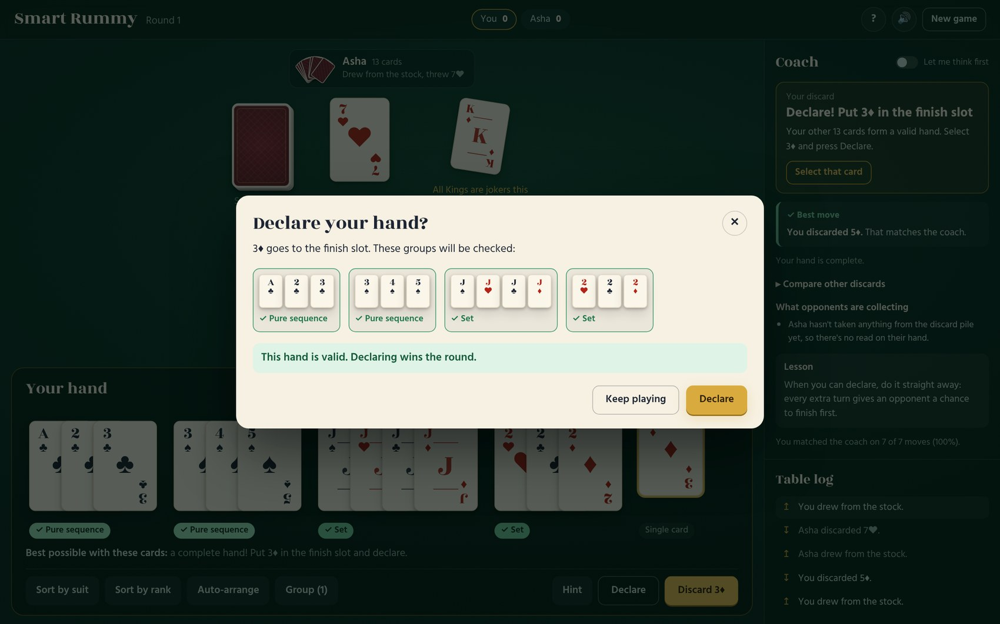 Smart Rummy Round 1
You 0 Asha 0
? New game
Asha 13 cards
Drew from the stock, threw 7♥
7♥
7♥
K♦
K
K♦
All Kings are jokers this
Declare your hand?
3♦ goes to the finish slot. These groups will be checked:
A♣ 2♣ 3♣
✓ Pure sequence
3♠ 4♠ 5♠
✓ Pure sequence
J♠ J♥ J♣ J♦
✓ Set
2♥ 2♣ 2♦
✓ Set
This hand is valid. Declaring wins the round.
Keep playing Declare
Your hand
A♣ 2♣ 3♣
3♣
✓ Pure sequence
3♠ 4♠ 5♠
5♠
✓ Pure sequence
J♠ J♥ J♣ J♦
J
J♦
✓ Set
2♥ 2♣ 2♦
2♦
✓ Set
3♦
Single card
Best possible with these cards: a complete hand! Put 3♦ in the finish slot and declare.
Sort by suit Sort by rank Auto-arrange Group (1) Hint Declare Discard 3♦
Coach Let me think first
Your discard
Declare! Put 3♦ in the finish slot
Your other 13 cards form a valid hand. Select
3♦ and press Declare.
Select that card
✓ Best move
You discarded 5♦. That matches the coach.
Your hand is complete.
▸ Compare other discards
What opponents are collecting
• Asha hasn't taken anything from the discard pile
yet, so there's no read on their hand.
Lesson
When you can declare, do it straight away:
every extra turn gives an opponent a chance
to finish first.
You matched the coach on 7 of 7 moves (100%).
Table log
↥ You drew from the stock.
↧ Asha discarded 7♥.
↥ Asha drew from the stock.
↧ You discarded 5♦.
↥ You drew from the stock.